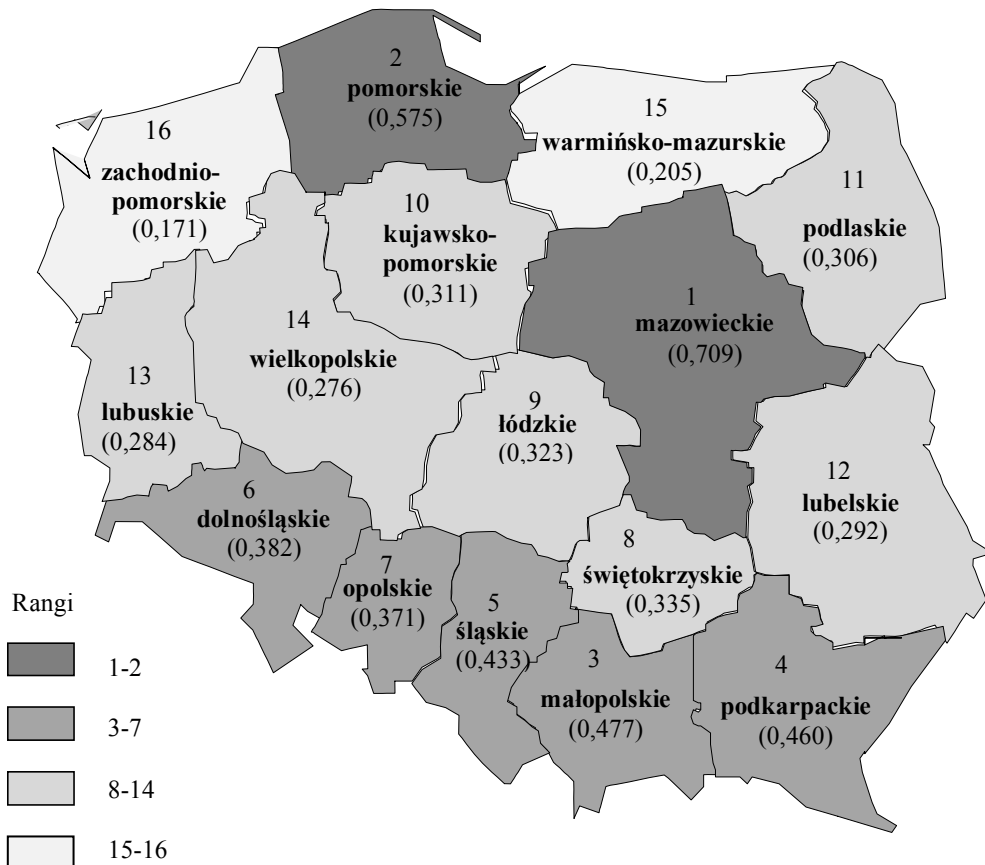 2
pomorskie
(0,575)
15
warmińsko-mazurskie
(0,205)
16
zachodnio-
pomorskie
(0,171)
11
podlaskie
(0,306)
10
kujawsko-
pomorskie
(0,311)
1
mazowieckie
(0,709)
14
wielkopolskie
(0,276)
13
lubuskie
(0,284)
9
łódzkie
(0,323)
12
lubelskie
(0,292)
6
dolnośląskie
(0,382)
8
świętokrzyskie
(0,335)
7
opolskie
(0,371)
5
śląskie
(0,433)
3
małopolskie
(0,477)
4
podkarpackie
(0,460)
Rangi
1-2
3-7
8-14
15-16